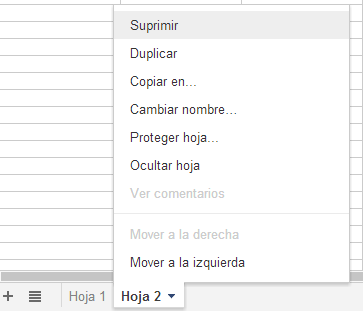 Suprimir
Duplicar
Copiar en...
Cambiar nombre...
Proteger hoja...
Ocultar hoja
Ver comentarios
Mover a la derecha
Mover a la izquierda
Hoja 1 Hoja 2